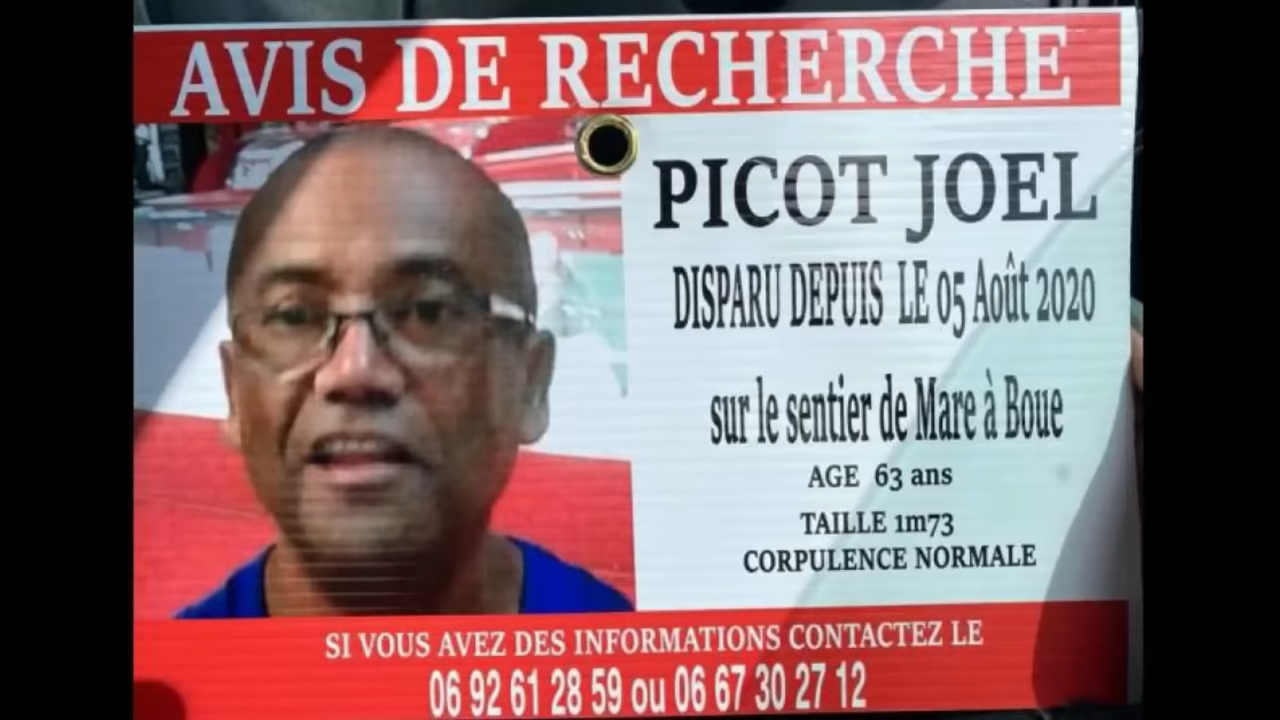 AVIS DE RECHERCHE
PICOT JOEL
DISPARU DEPUIS LE 05 Août 2020
sur le sentier de Mare à Boue
AGE 63 ans
TAILLE 1m73
CORPULENCE NORMALE
SI VOUS AVEZ DES INFORMATIONS CONTACTEZ LE
06 92 61 28 59 ou 06 67 30 27 12